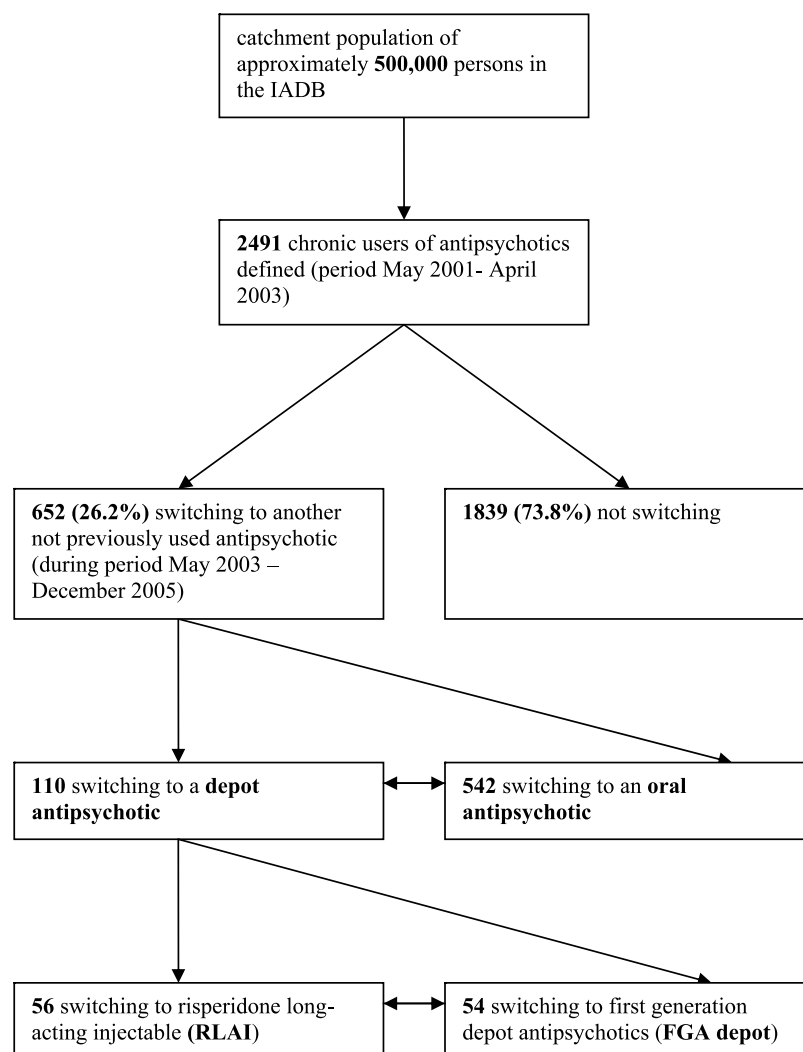 catchment population of
approximately 500,000 persons in
the IADB
2491 chronic users of antipsychotics
defined (period May 2001- April
2003)
652 (26.2%) switching to another
not previously used antipsychotic
(during period May 2003 –
December 2005)
1839 (73.8%) not switching
110 switching to a depot
antipsychotic
542 switching to an oral
antipsychotic
56 switching to risperidone long-
acting injectable (RLAI)
54 switching to first generation
depot antipsychotics (FGA depot)